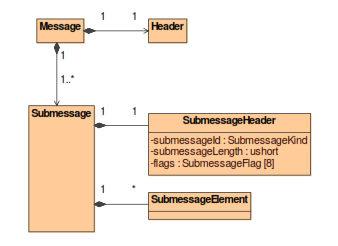 1 1
Message Header
1
1..*
Submessage 1 1 SubmessageHeader
-submessageId : SubmessageKind
-submessageLength : ushort
-flags : SubmessageFlag [8]
1 *
SubmessageElement